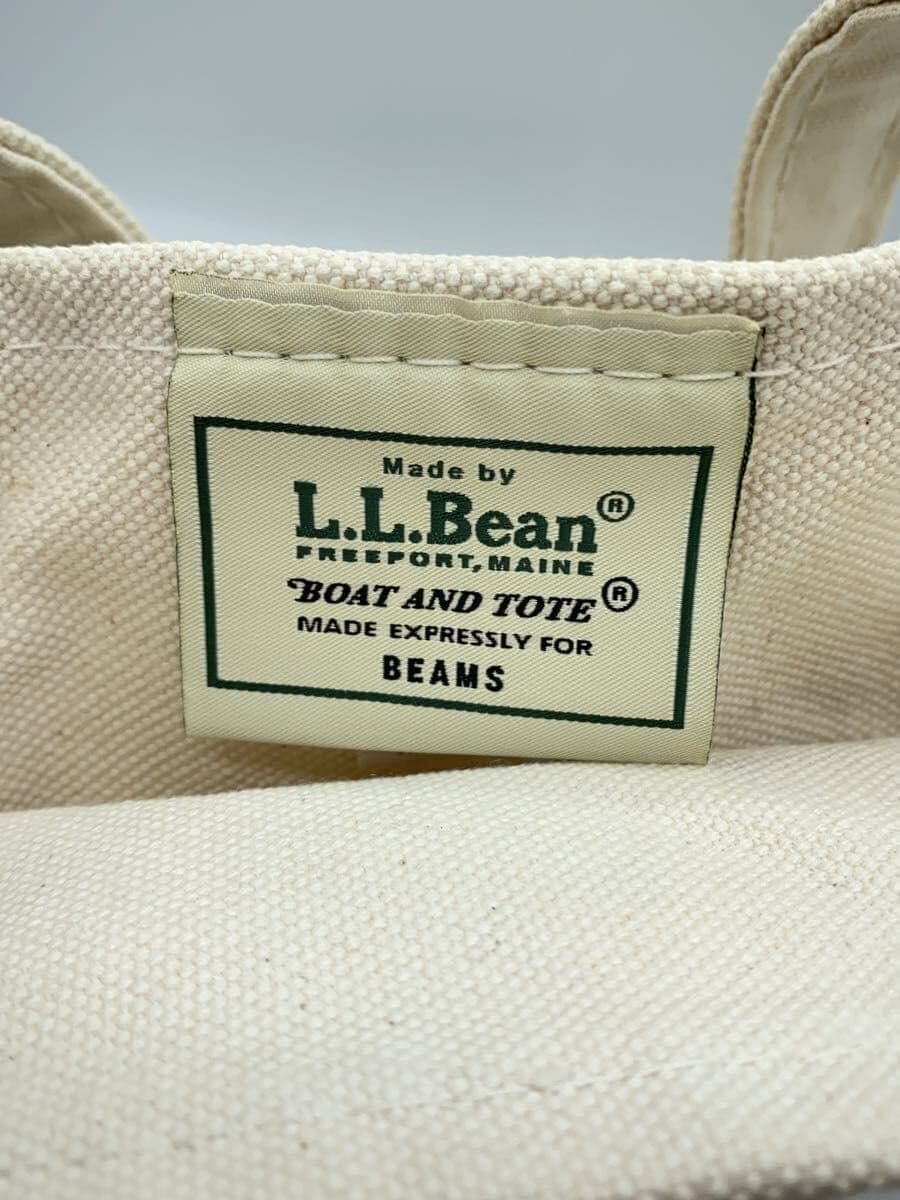 Made by
L.L.Bean®
FREEPORT, MAINE
BOAT AND TOTE®
MADE EXPRESSLY FOR
BEAMS